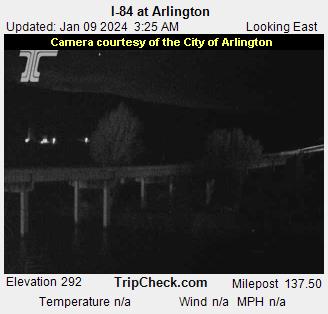 I-84 at Arlington
Updated: Jan 09 2024 3:25 AM Looking East
Camera courtesy of the City of Arlington
Elevation 292 TripCheck.com Milepost 137.50
Temperature n/a Wind n/a MPH n/a